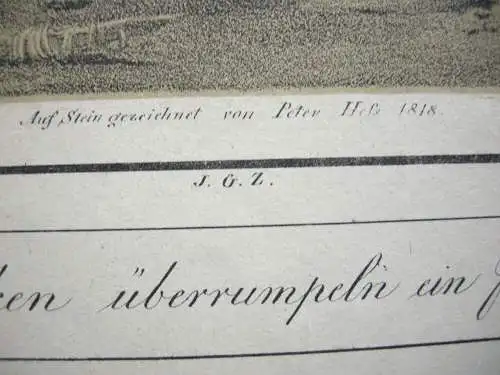 Auf Stein gezeichnet von Peter Hess 1818.
J. G. Z.
ken überrumpeln ein